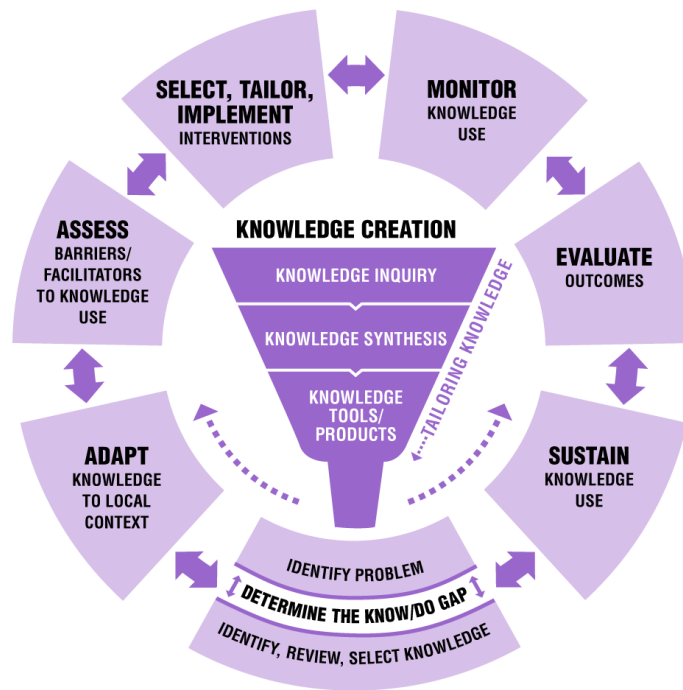 SELECT, TAILOR,
IMPLEMENT
INTERVENTIONS
MONITOR
KNOWLEDGE
USE
ASSESS
BARRIERS/
FACILITATORS
TO KNOWLEDGE
USE
KNOWLEDGE CREATION
KNOWLEDGE INQUIRY
KNOWLEDGE SYNTHESIS
KNOWLEDGE
TOOLS/
PRODUCTS
TAILORING KNOWLEDGE
EVALUATE
OUTCOMES
ADAPT
KNOWLEDGE
TO LOCAL
CONTEXT
SUSTAIN
KNOWLEDGE
USE
IDENTIFY PROBLEM
DETERMINE THE KNOW/DO GAP
IDENTIFY, REVIEW, SELECT KNOWLEDGE